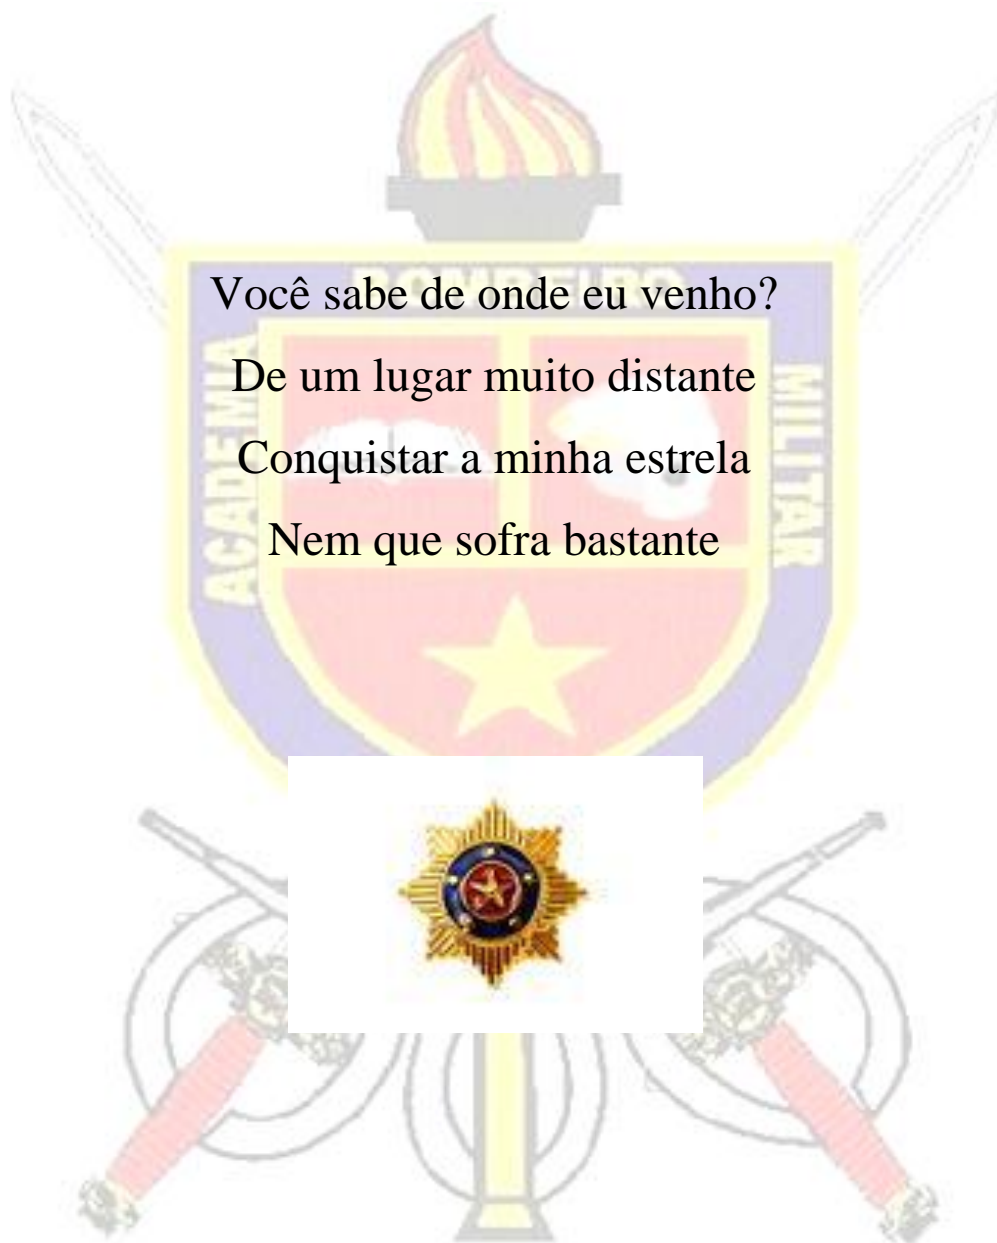 BOMBEIRO
Você sabe de onde eu venho?
De um lugar muito distante
Conquistar a minha estrela
Nem que sofra bastante
ACADEMIA
MILITAR